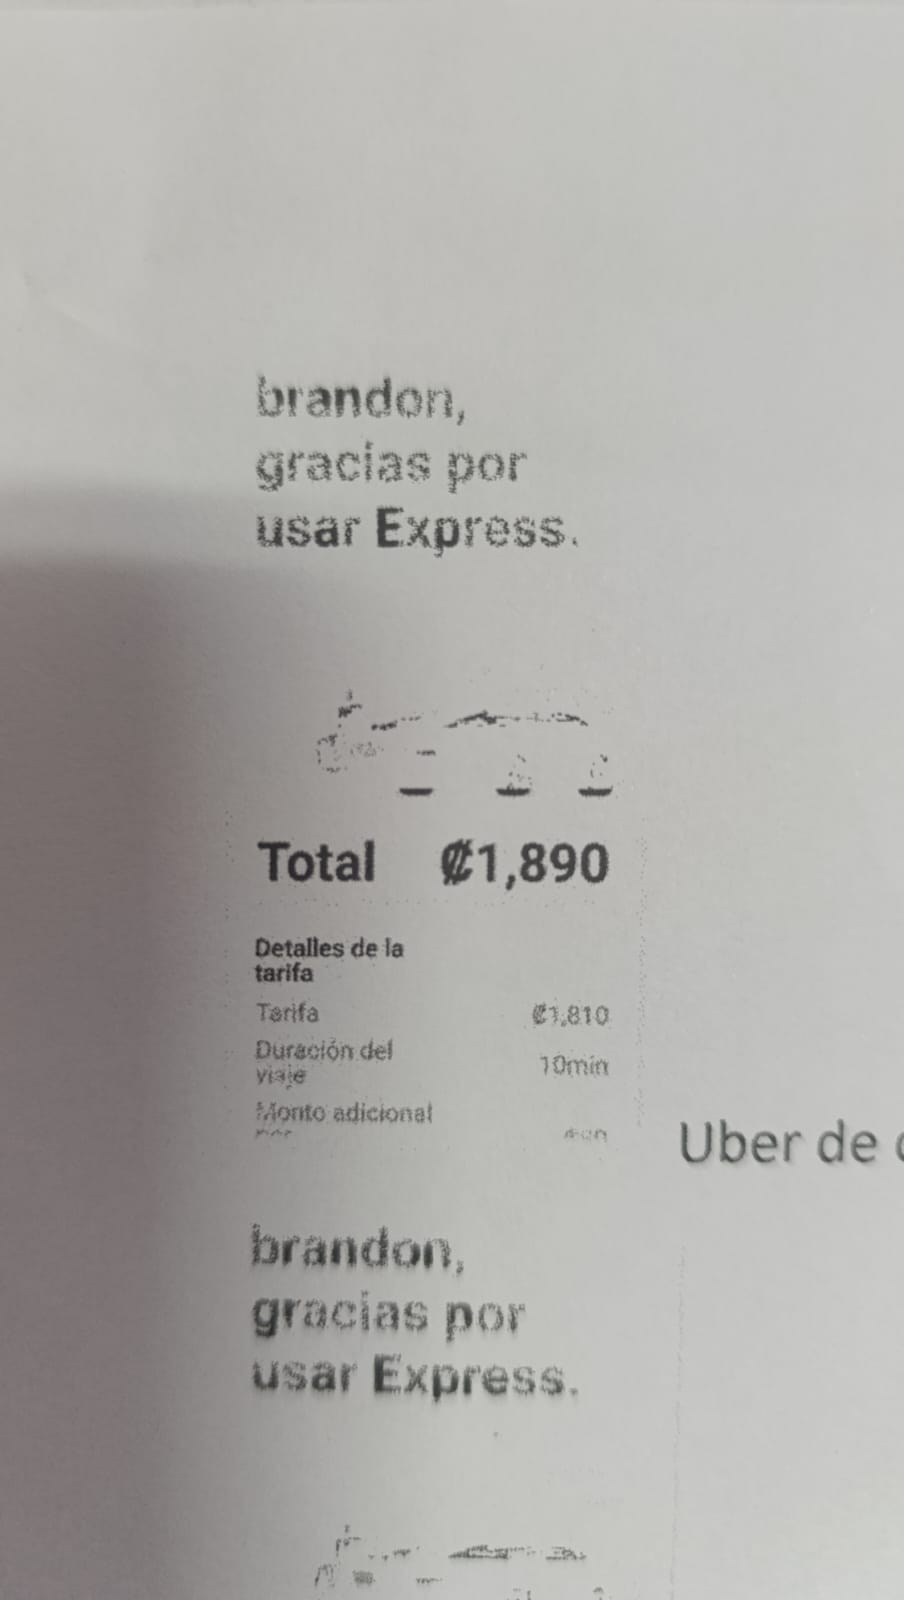 brandon,
gracias por
usar Express.
Total ₡1,890
Detalles de la
tarifa
Tarifa ₡1,810
Duración del
viaje 10min
Monto adicional
Uber de
brandon,
gracias por
usar Express.